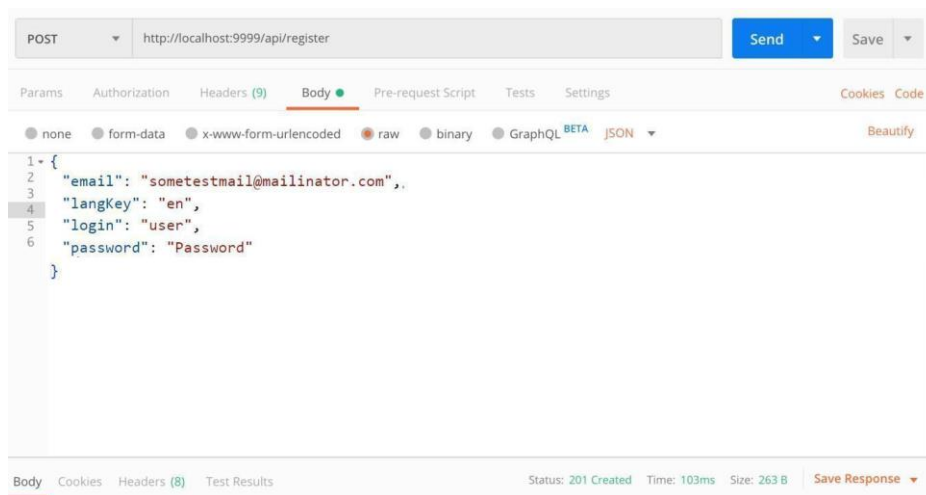 POST http://localhost:9999/api/register Send Save
Params Authorization Headers (9) Body Pre-request Script Tests Settings Cookies Code
none form-data x-www-form-urlencoded raw binary GraphQL BETA JSON Beautify
1 {
2 "email": "sometestmail@mailinator.com",.
3 "langKey": "en",
4 "login": "user",
5 "password": "Password"
6 }
Body Cookies Headers (8) Test Results Status: 201 Created Time: 103ms Size: 263 B Save Response